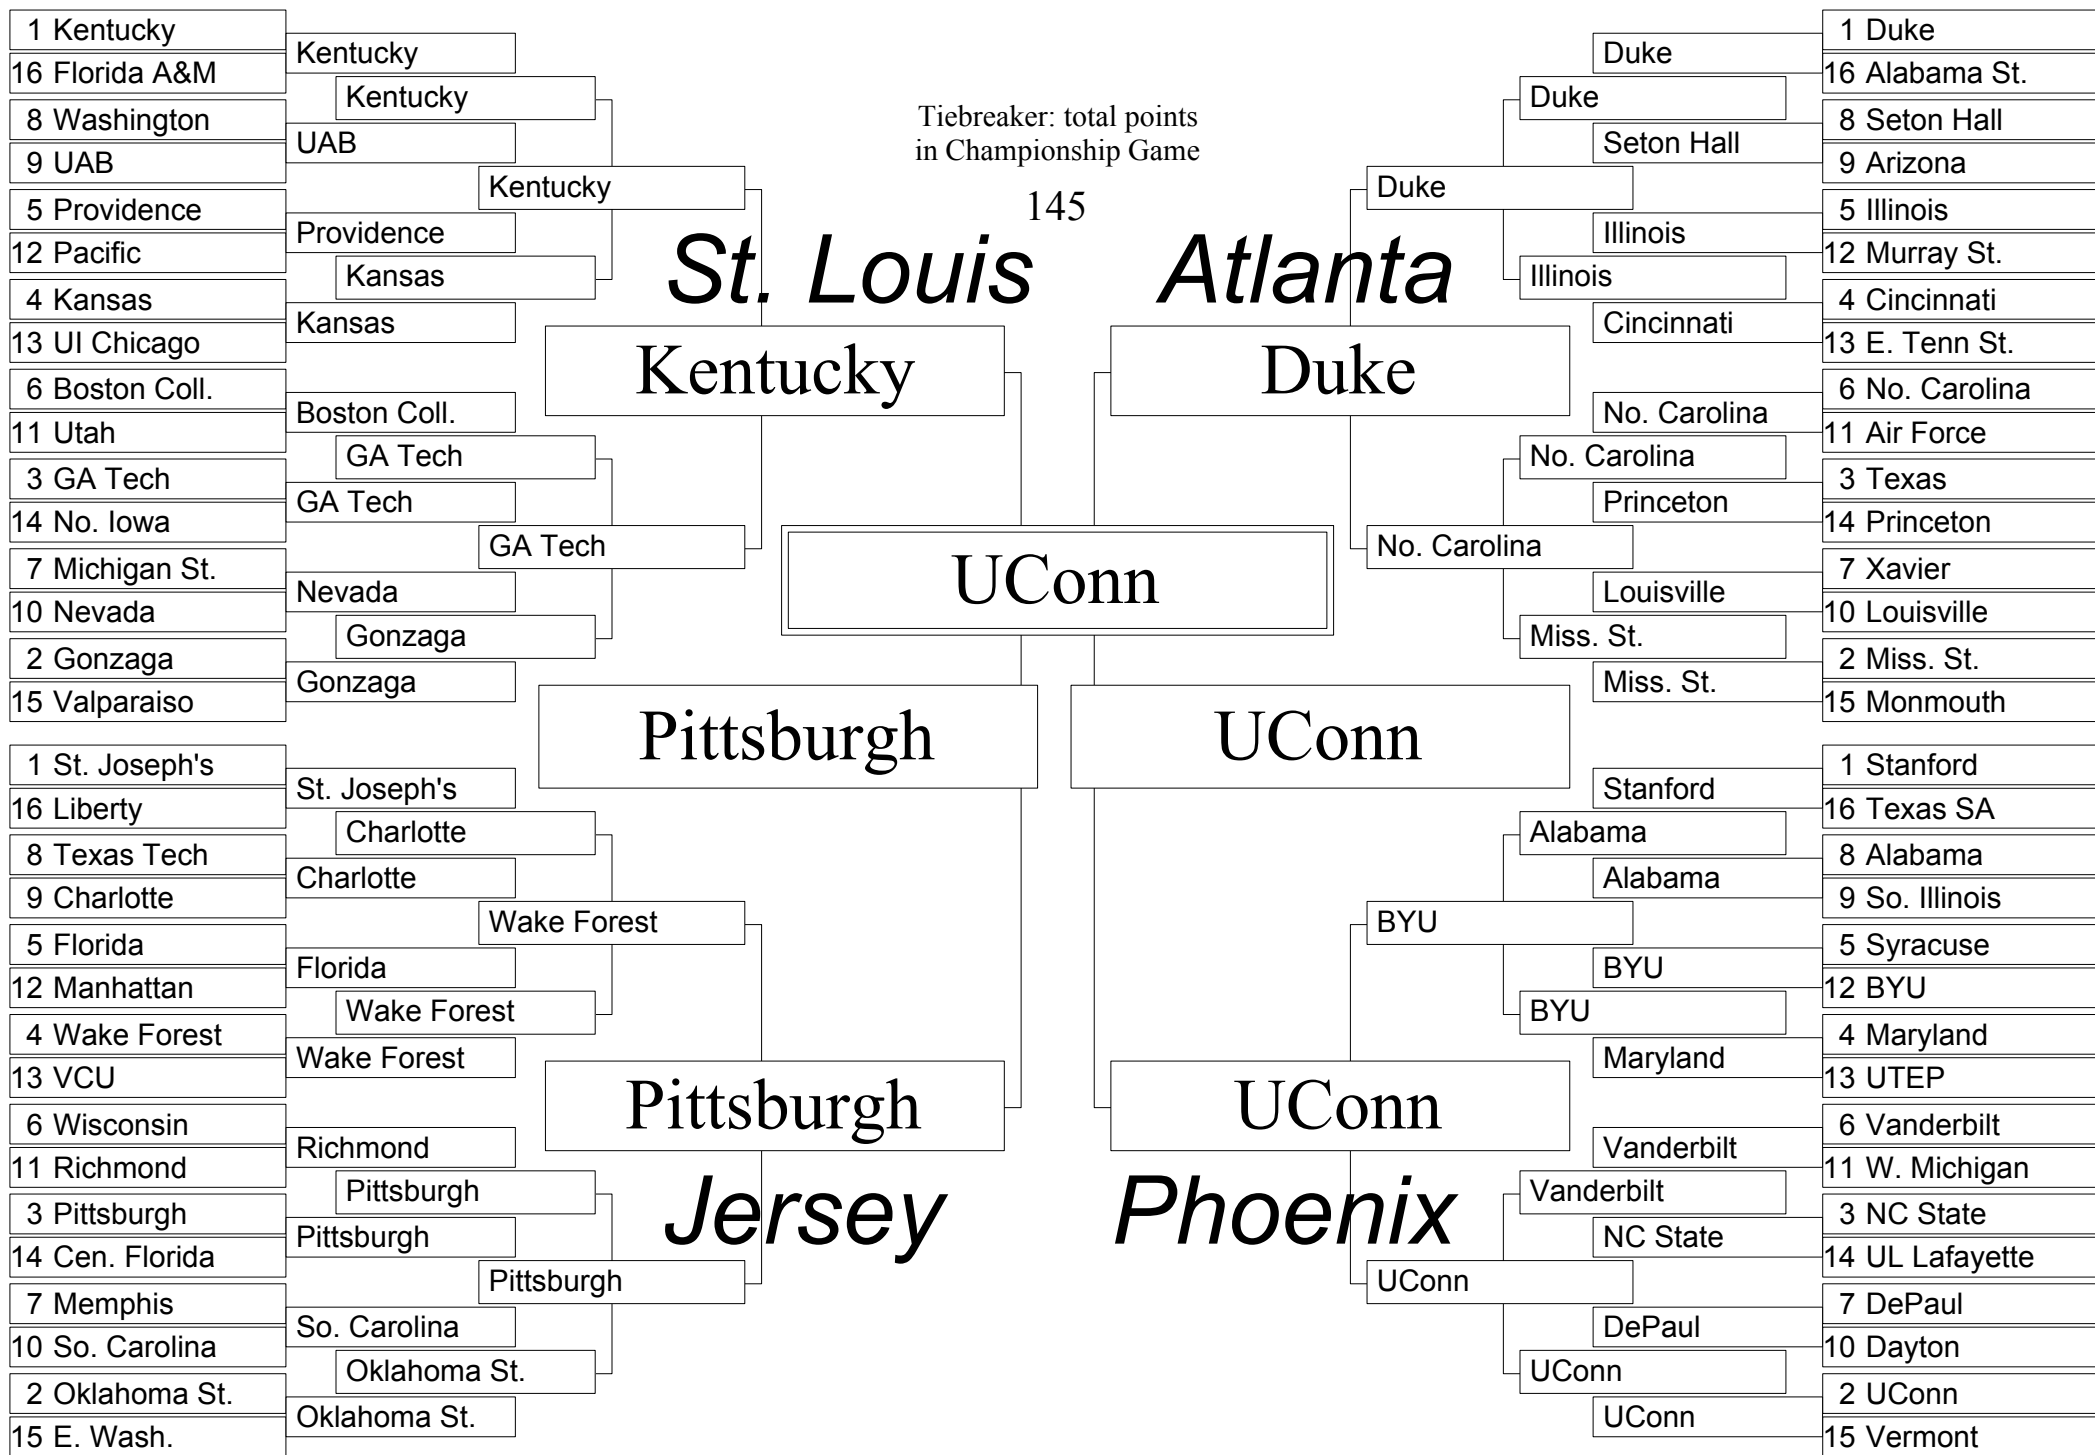 1 Kentucky
16 Florida A&M
8 Washington
9 UAB
5 Providence
12 Pacific
4 Kansas
13 UI Chicago
6 Boston Coll.
11 Utah
3 GA Tech
14 No. Iowa
7 Michigan St.
10 Nevada
2 Gonzaga
15 Valparaiso
1 St. Joseph's
16 Liberty
8 Texas Tech
9 Charlotte
5 Florida
12 Manhattan
4 Wake Forest
13 VCU
6 Wisconsin
11 Richmond
3 Pittsburgh
14 Cen. Florida
7 Memphis
10 So. Carolina
2 Oklahoma St.
15 E. Wash.
Kentucky
UAB
Providence
Kansas
Boston Coll.
GA Tech
Nevada
Gonzaga
St. Joseph's
Charlotte
Florida
Wake Forest
Richmond
Pittsburgh
So. Carolina
Oklahoma St.
Kentucky
Kansas
GA Tech
Gonzaga
Charlotte
Wake Forest
Pittsburgh
Oklahoma St.
Kentucky
GA Tech
Wake Forest
Pittsburgh
St. Louis
Kentucky
Pittsburgh
Pittsburgh
Jersey
Tiebreaker: total points
in Championship Game
145
UConn
Atlanta
Duke
UConn
UConn
Phoenix
Duke
No. Carolina
BYU
UConn
Duke
Illinois
No. Carolina
Miss. St.
Alabama
BYU
Vanderbilt
UConn
Duke
Seton Hall
Illinois
Cincinnati
No. Carolina
Princeton
Louisville
Miss. St.
Stanford
Alabama
BYU
Maryland
Vanderbilt
NC State
DePaul
UConn
1 Duke
16 Alabama St.
8 Seton Hall
9 Arizona
5 Illinois
12 Murray St.
4 Cincinnati
13 E. Tenn St.
6 No. Carolina
11 Air Force
3 Texas
14 Princeton
7 Xavier
10 Louisville
2 Miss. St.
15 Monmouth
1 Stanford
16 Texas SA
8 Alabama
9 So. Illinois
5 Syracuse
12 BYU
4 Maryland
13 UTEP
6 Vanderbilt
11 W. Michigan
3 NC State
14 UL Lafayette
7 DePaul
10 Dayton
2 UConn
15 Vermont